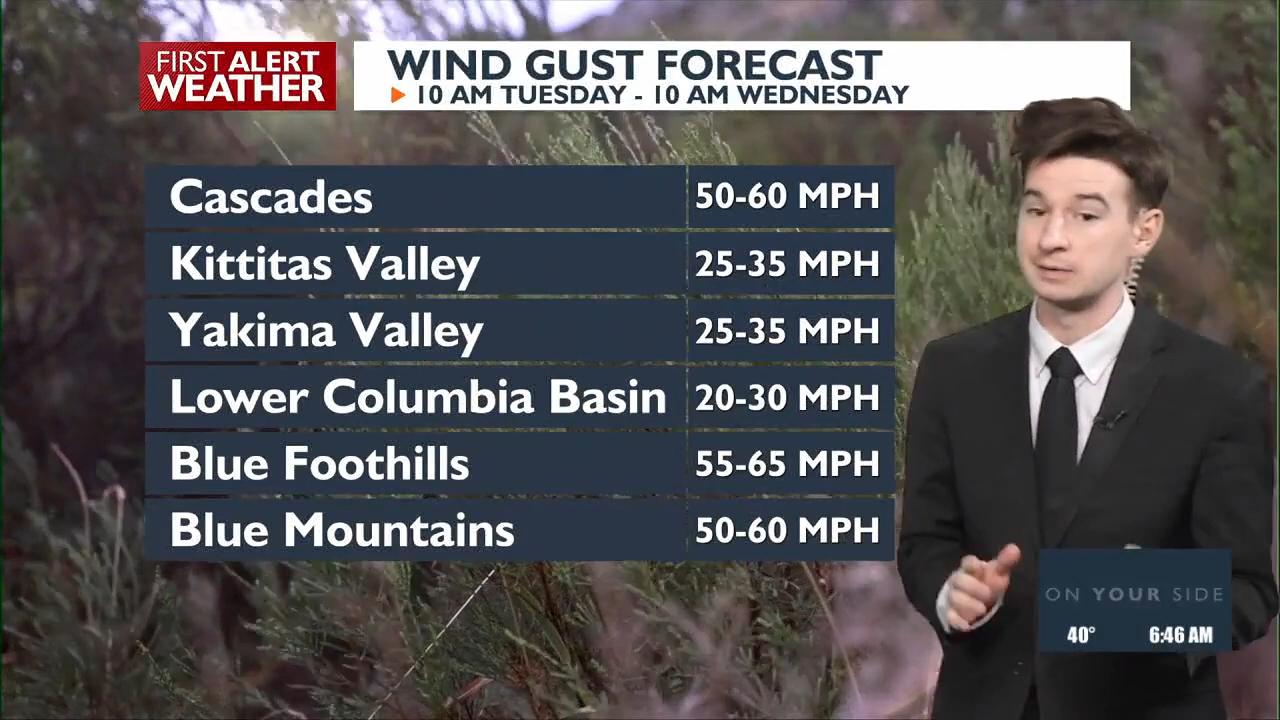 FIRST ALERT
WEATHER
WIND GUST FORECAST
10 AM TUESDAY - 10 AM WEDNESDAY
Cascades 50-60 MPH
Kittitas Valley 25-35 MPH
Yakima Valley 25-35 MPH
Lower Columbia Basin 20-30 MPH
Blue Foothills 55-65 MPH
Blue Mountains 50-60 MPH
ON YOUR SIDE
40° 6:46 AM